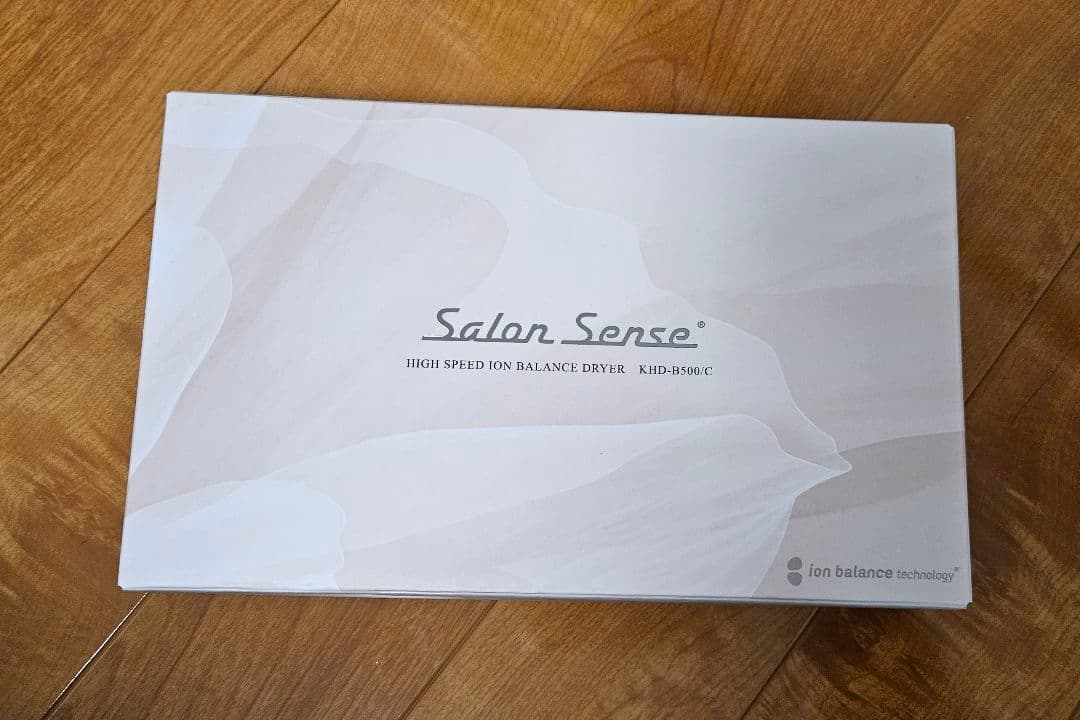 Salon Sense®
HIGH SPEED ION BALANCE DRYER KHD-B500/C
ion balance technology®